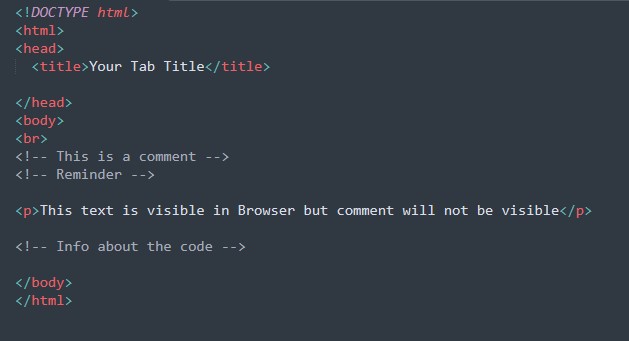 <!DOCTYPE html>
<html>
<head>
<title>Your Tab Title</title>
</head>
<body>
<br>
<!-- This is a comment -->
<!-- Reminder -->
<p>This text is visible in Browser but comment will not be visible</p>
<!-- Info about the code -->
</body>
</html>